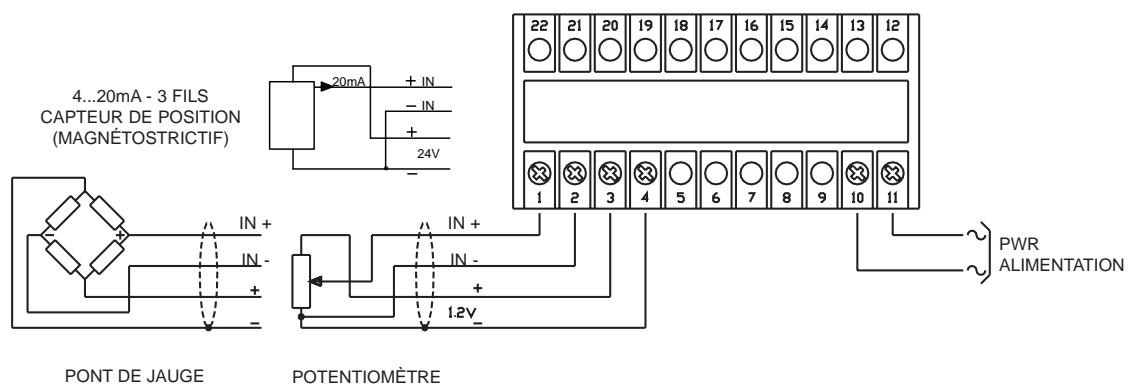 22 21 20 19 18 17 16 15 14 13 12
4...20mA - 3 FILS
CAPTEUR DE POSITION
(MAGNÉTOSTRICTIF)
20mA
+ IN
− IN
+
24V
−
1 2 3 4 5 6 7 8 9 10 11
− +
IN +
IN -
+
−
IN +
IN -
+
1.2V
−
PWR
ALIMENTATION
PONT DE JAUGE
POTENTIOMÈTRE